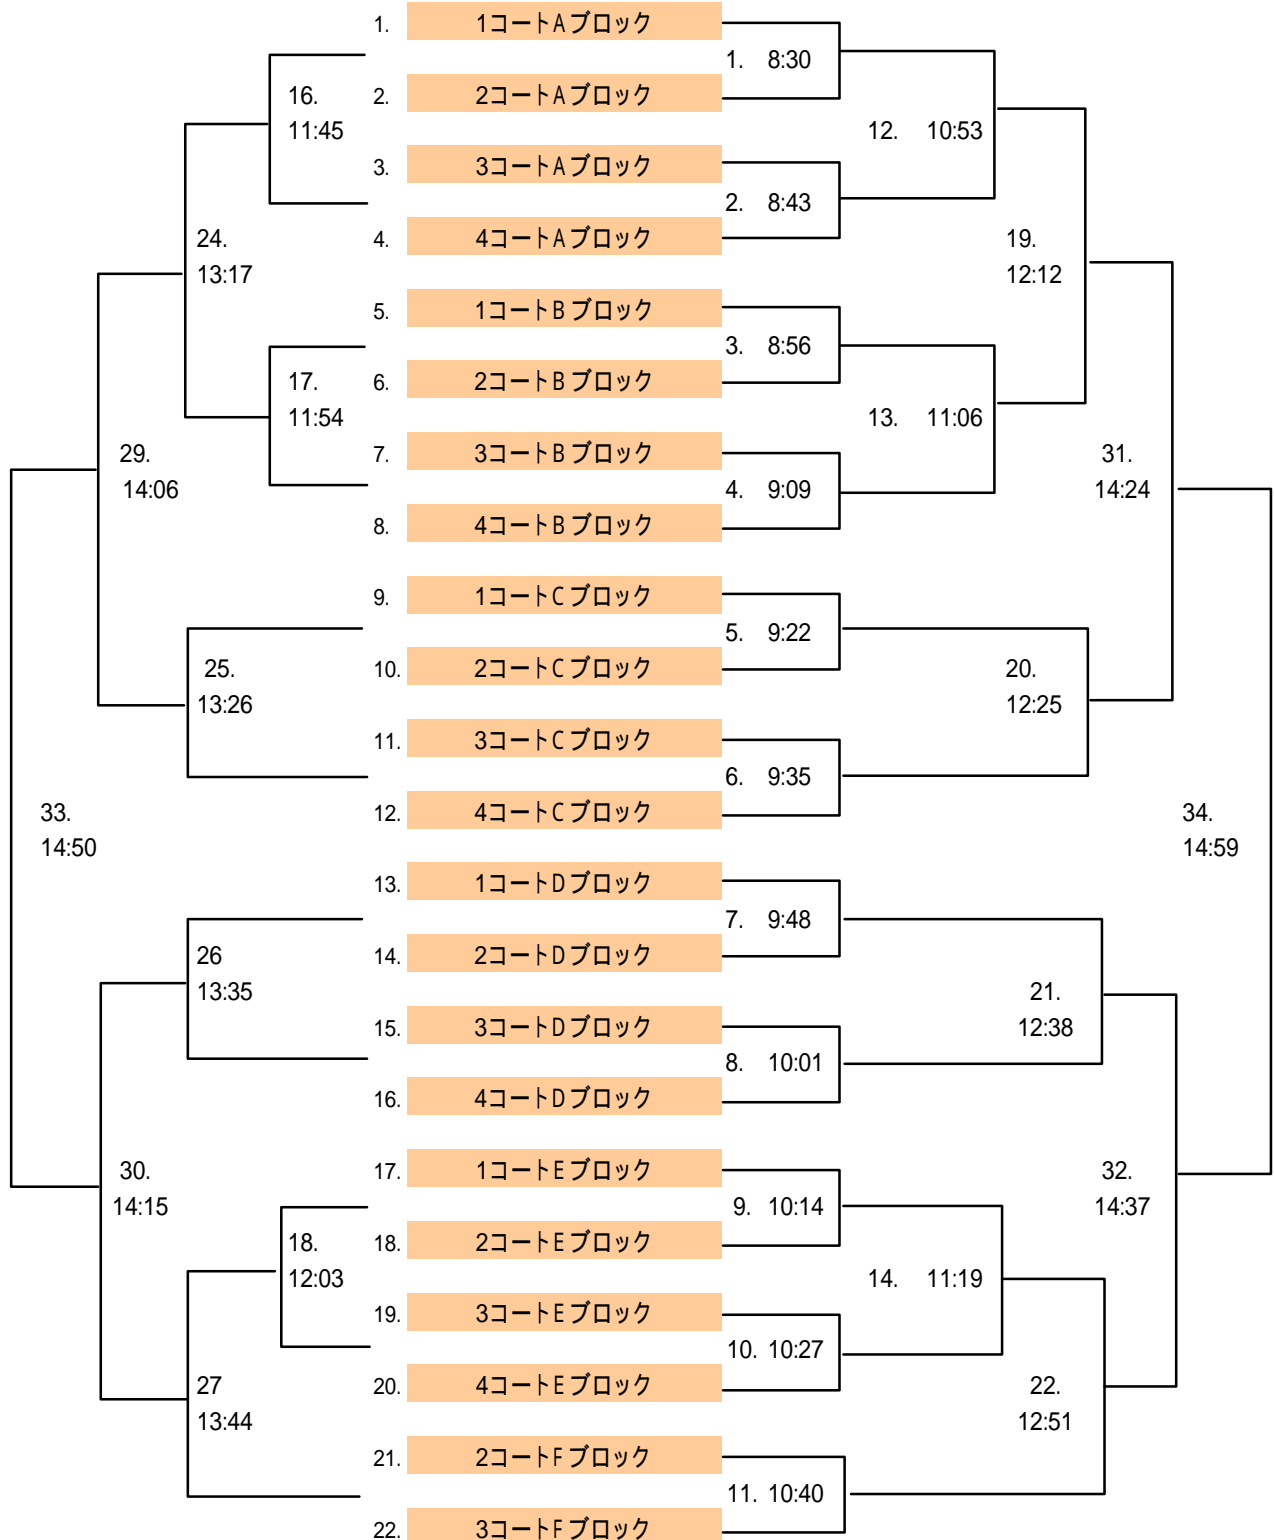 1. 1コートAブロック
1. 8:30
16. 2. 2コートAブロック
11:45 12. 10:53
3. 3コートAブロック
2. 8:43
24. 4. 4コートAブロック 19.
13:17 12:12
5. 1コートBブロック
3. 8:56
17. 6. 2コートBブロック
11:54 13. 11:06
29. 7. 3コートBブロック 31.
14:06 4. 9:09 14:24
8. 4コートBブロック
9. 1コートCブロック
5. 9:22
25. 10. 2コートCブロック 20.
13:26 12:25
11. 3コートCブロック
6. 9:35
33. 12. 4コートCブロック 34.
14:50 14:59
13. 1コートDブロック
7. 9:48
26 14. 2コートDブロック
13:35 21.
15. 3コートDブロック 12:38
8. 10:01
16. 4コートDブロック
30. 17. 1コートEブロック 32.
14:15 9. 10:14 14:37
18. 18. 2コートEブロック
12:03 14. 11:19
19. 3コートEブロック
10. 10:27
27 20. 4コートEブロック 22.
13:44 12:51
21. 2コートFブロック
11. 10:40
22. 3コートFブロック